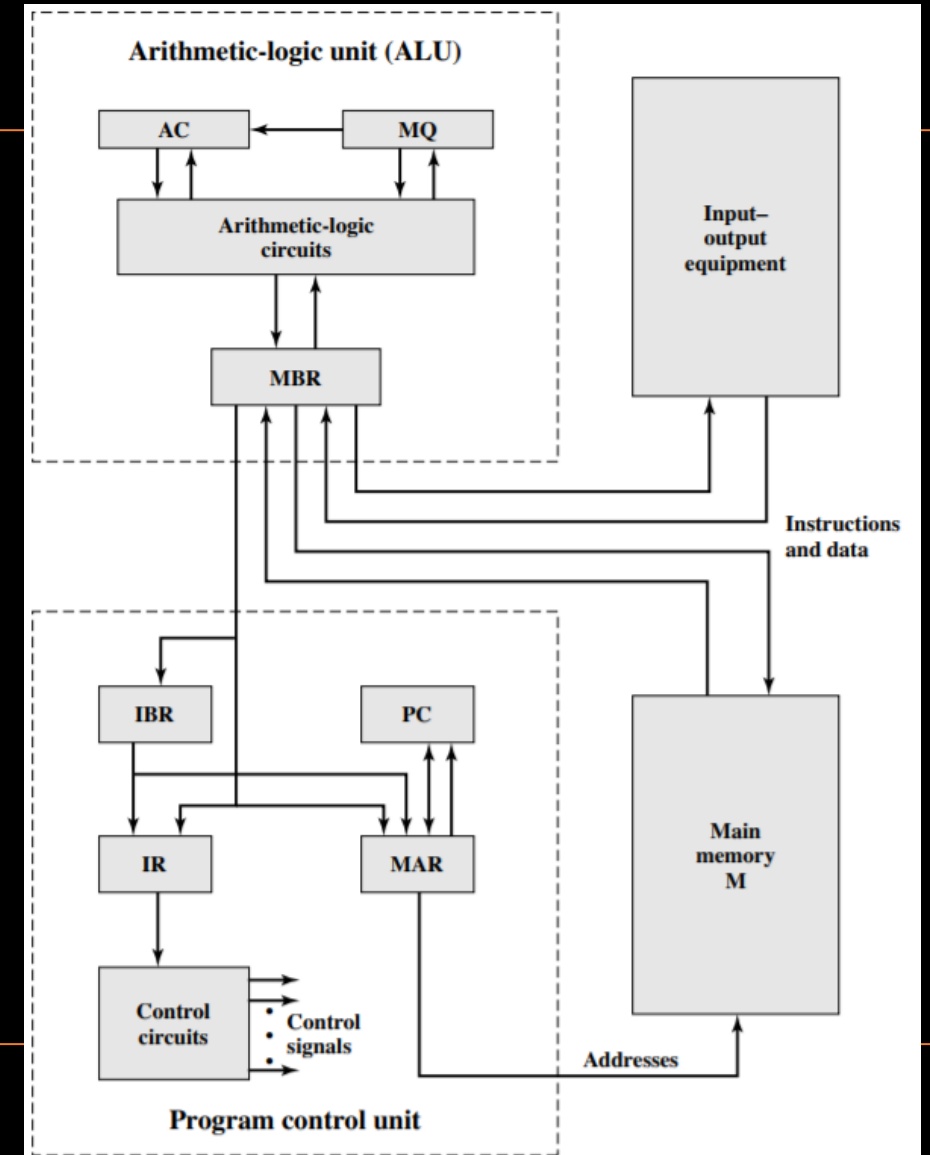 Arithmetic-logic unit (ALU)
AC
MQ
Arithmetic-logic
circuits
Input–
output
equipment
MBR
Instructions
and data
IBR
PC
IR
MAR
Main
memory
M
Control
circuits
Control
signals
Addresses
Program control unit